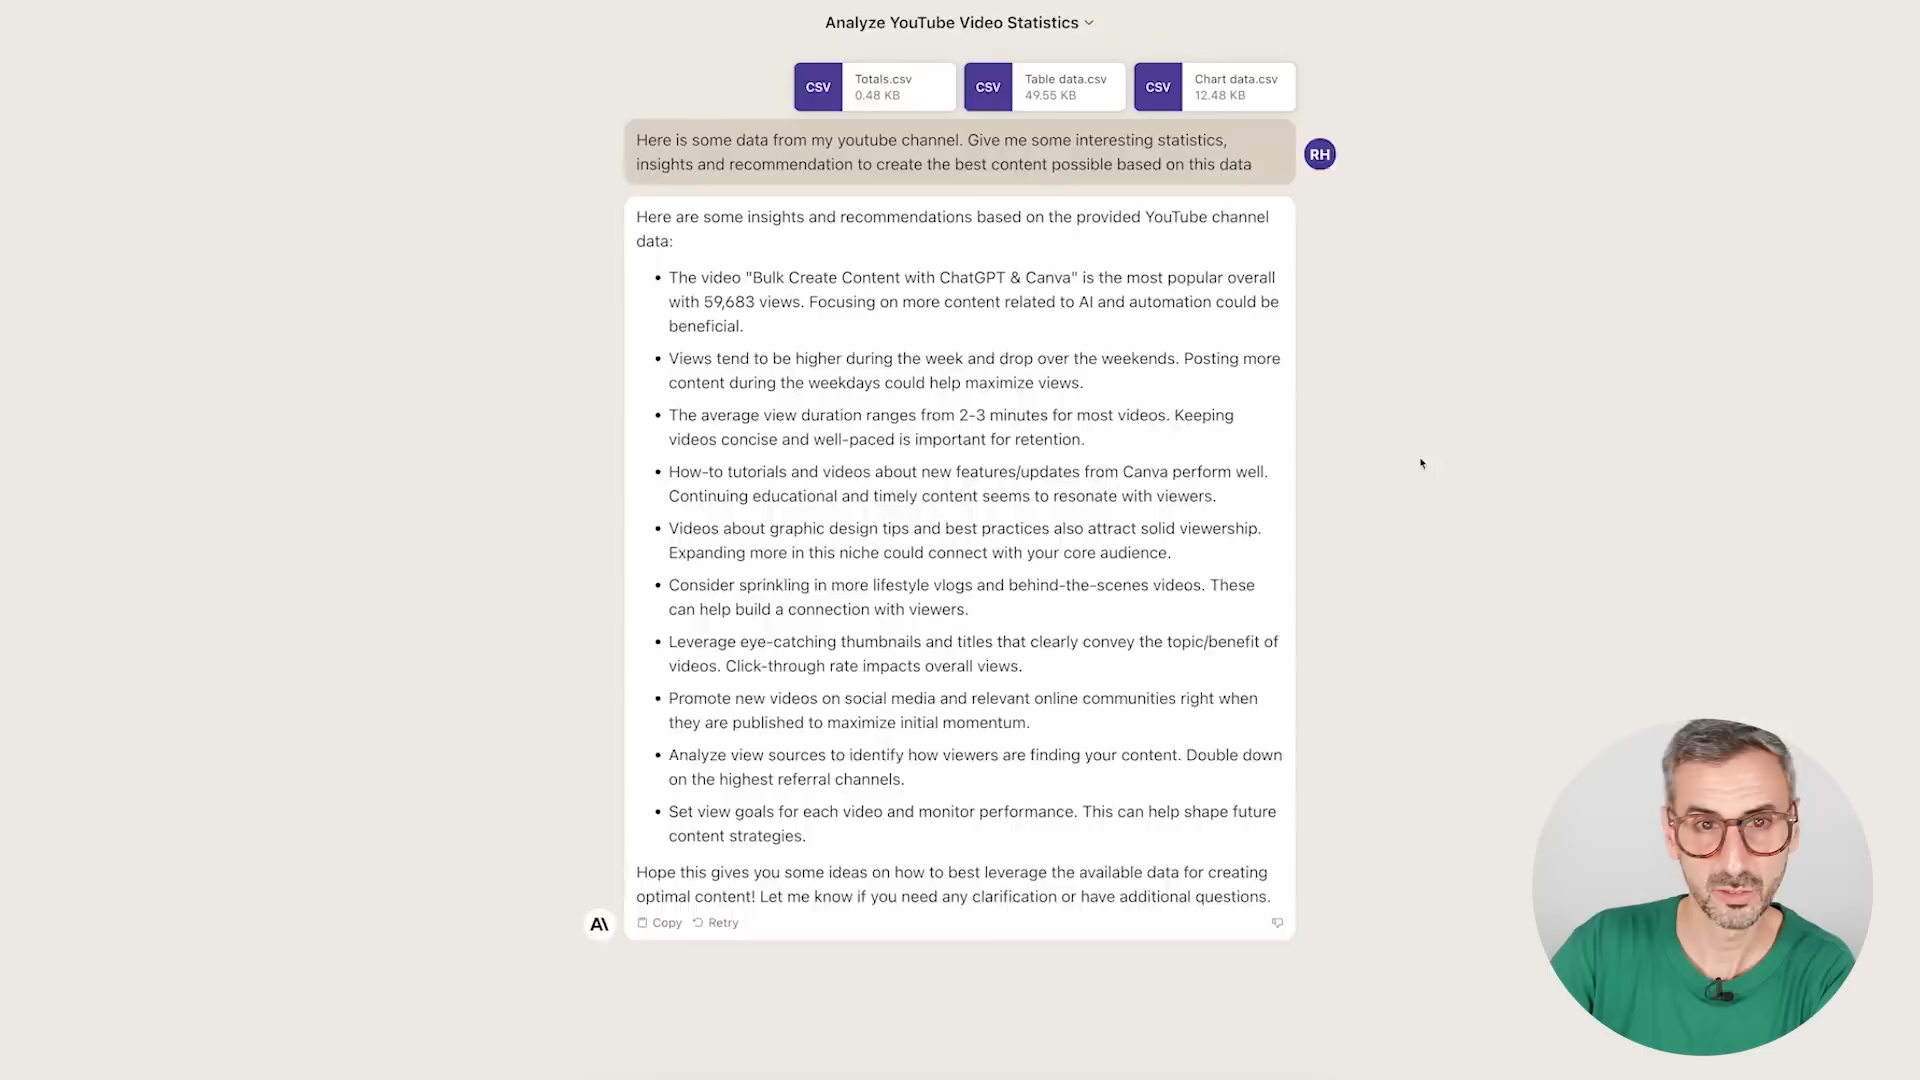 Analyze YouTube Video Statistics
CSV
Totals.csv
0.48 KB
CSV
Table data.csv
49.55 KB
CSV
Chart data.csv
12.48 KB
Here is some data from my youtube channel. Give me some interesting statistics,
insights and recommendation to create the best content possible based on this data
RH
Here are some insights and recommendations based on the provided YouTube channel
data:
• The video "Bulk Create Content with ChatGPT & Canva" is the most popular overall
with 59,683 views. Focusing on more content related to AI and automation could be
beneficial.
• Views tend to be higher during the week and drop over the weekends. Posting more
content during the weekdays could help maximize views.
• The average view duration ranges from 2-3 minutes for most videos. Keeping
videos concise and well-paced is important for retention.
• How-to tutorials and videos about new features/updates from Canva perform well.
Continuing educational and timely content seems to resonate with viewers.
• Videos about graphic design tips and best practices also attract solid viewership.
Expanding more in this niche could connect with your core audience.
• Consider sprinkling in more lifestyle vlogs and behind-the-scenes videos. These
can help build a connection with viewers.
• Leverage eye-catching thumbnails and titles that clearly convey the topic/benefit of
videos. Click-through rate impacts overall views.
• Promote new videos on social media and relevant online communities right when
they are published to maximize initial momentum.
• Analyze view sources to identify how viewers are finding your content. Double down
on the highest referral channels.
• Set view goals for each video and monitor performance. This can help shape future
content strategies.
Hope this gives you some ideas on how to best leverage the available data for creating
optimal content! Let me know if you need any clarification or have additional questions.
A\
Copy Retry